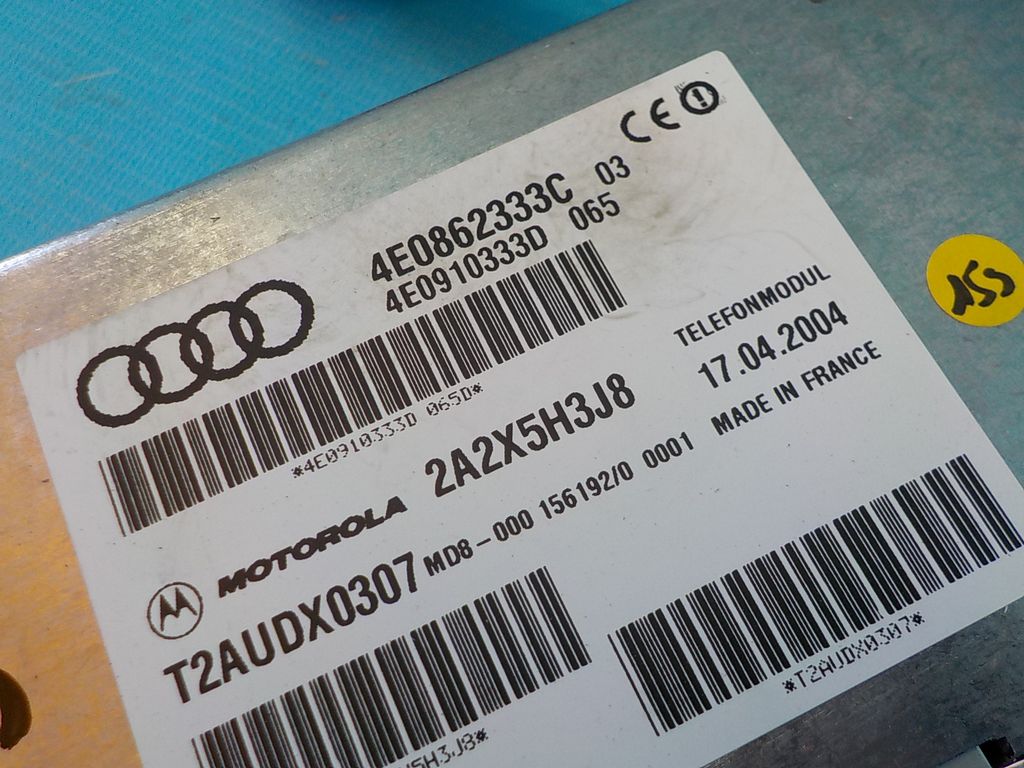 CE
4E0862333C 03
4E0910333D 065
*4E0910333D 065D*
TELEFONMODUL
17.04.2004
MOTOROLA 2A2X5H3J8
T2AUDX0307 MD8-000 156192/0 0001 MADE IN FRANCE
5H3J8*
*T2AUDX0307*